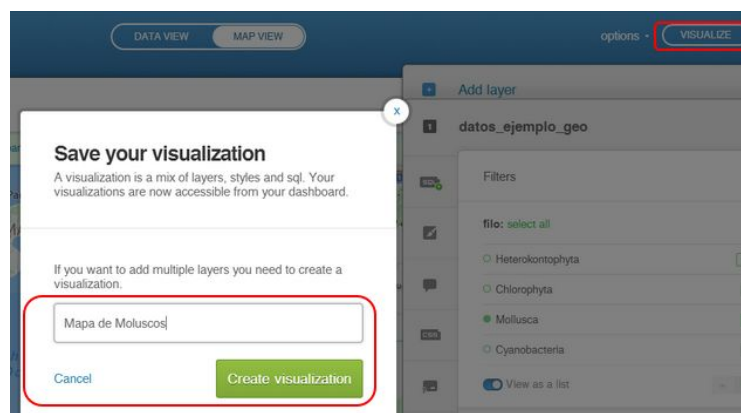 DATA VIEW MAP VIEW options VISUALIZE
Add layer
x
1 datos_ejemplo_geo
Save your visualization
A visualization is a mix of layers, styles and sql. Your
visualizations are now accessible from your dashboard.
Filters
filo: select all
If you want to add multiple layers you need to create a
visualization.
Heterokontophyta
Chlorophyta
Mapa de Moluscos
Mollusca
Cyanobacteria
Cancel Create visualization
View as a list